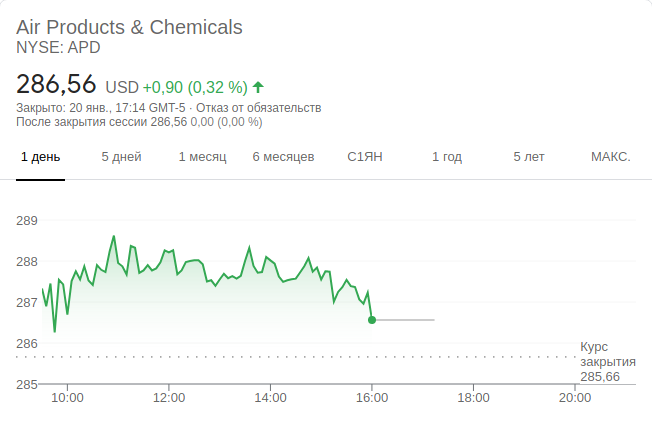 Air Products & Chemicals
NYSE: APD
286,56 USD +0,90 (0,32 %)
Закрыто: 20 янв., 17:14 GMT-5 · Отказ от обязательств
После закрытия сессии 286,56 0,00 (0,00 %)
1 день 5 дней 1 месяц 6 месяцев С1ЯН 1 год 5 лет МАКС.
289
288
287
286
Курс
закрытия
285,66
285
10:00 12:00 14:00 16:00 18:00 20:00